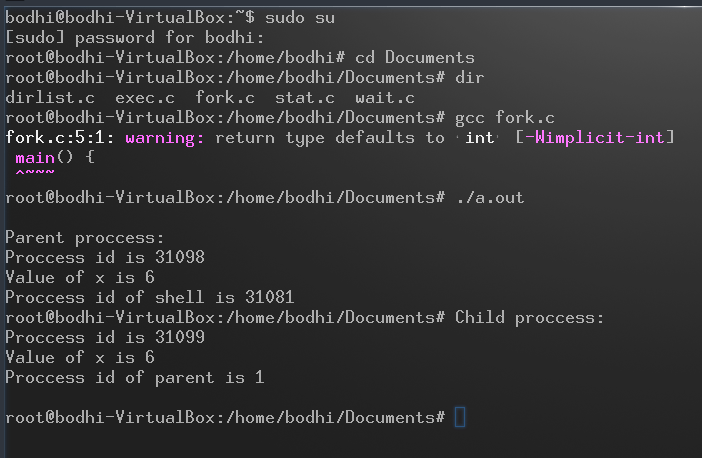 bodhi@bodhi-VirtualBox:~$ sudo su
[sudo] password for bodhi:
root@bodhi-VirtualBox:/home/bodhi# cd Documents
root@bodhi-VirtualBox:/home/bodhi/Documents# dir
dirlist.c  exec.c  fork.c  stat.c  wait.c
root@bodhi-VirtualBox:/home/bodhi/Documents# gcc fork.c
fork.c:5:1: warning: return type defaults to ‘int’ [-Wimplicit-int]
 main() {
 ^~~~
root@bodhi-VirtualBox:/home/bodhi/Documents# ./a.out
Parent proccess:
Proccess id is 31098
Value of x is 6
Proccess id of shell is 31081
root@bodhi-VirtualBox:/home/bodhi/Documents# Child proccess:
Proccess id is 31099
Value of x is 6
Proccess id of parent is 1
root@bodhi-VirtualBox:/home/bodhi/Documents#